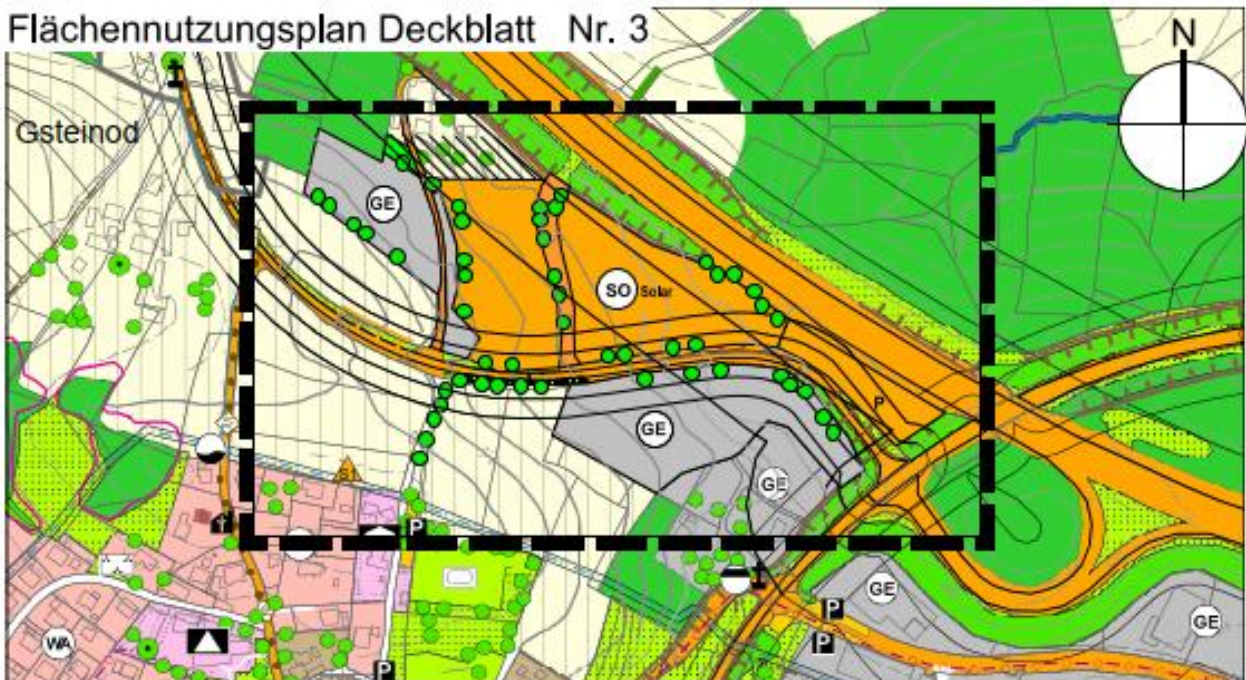 Flächennutzungsplan Deckblatt Nr. 3
N
Gsteinod
GE
SO Solar
P
GE
GE
P
GE
P
P
GE
WA
P